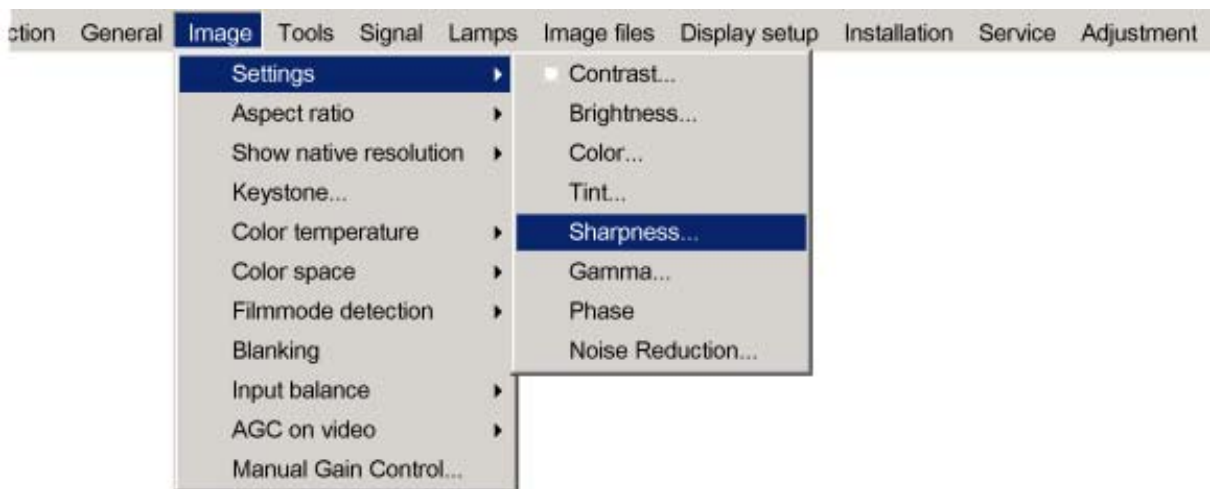 ction General Image Tools Signal Lamps Image files Display setup Installation Service Adjustment
Settings
Aspect ratio
Show native resolution
Keystone...
Color temperature
Color space
Filmmode detection
Blanking
Input balance
AGC on video
Manual Gain Control...
Contrast...
Brightness...
Color...
Tint...
Sharpness...
Gamma...
Phase
Noise Reduction...